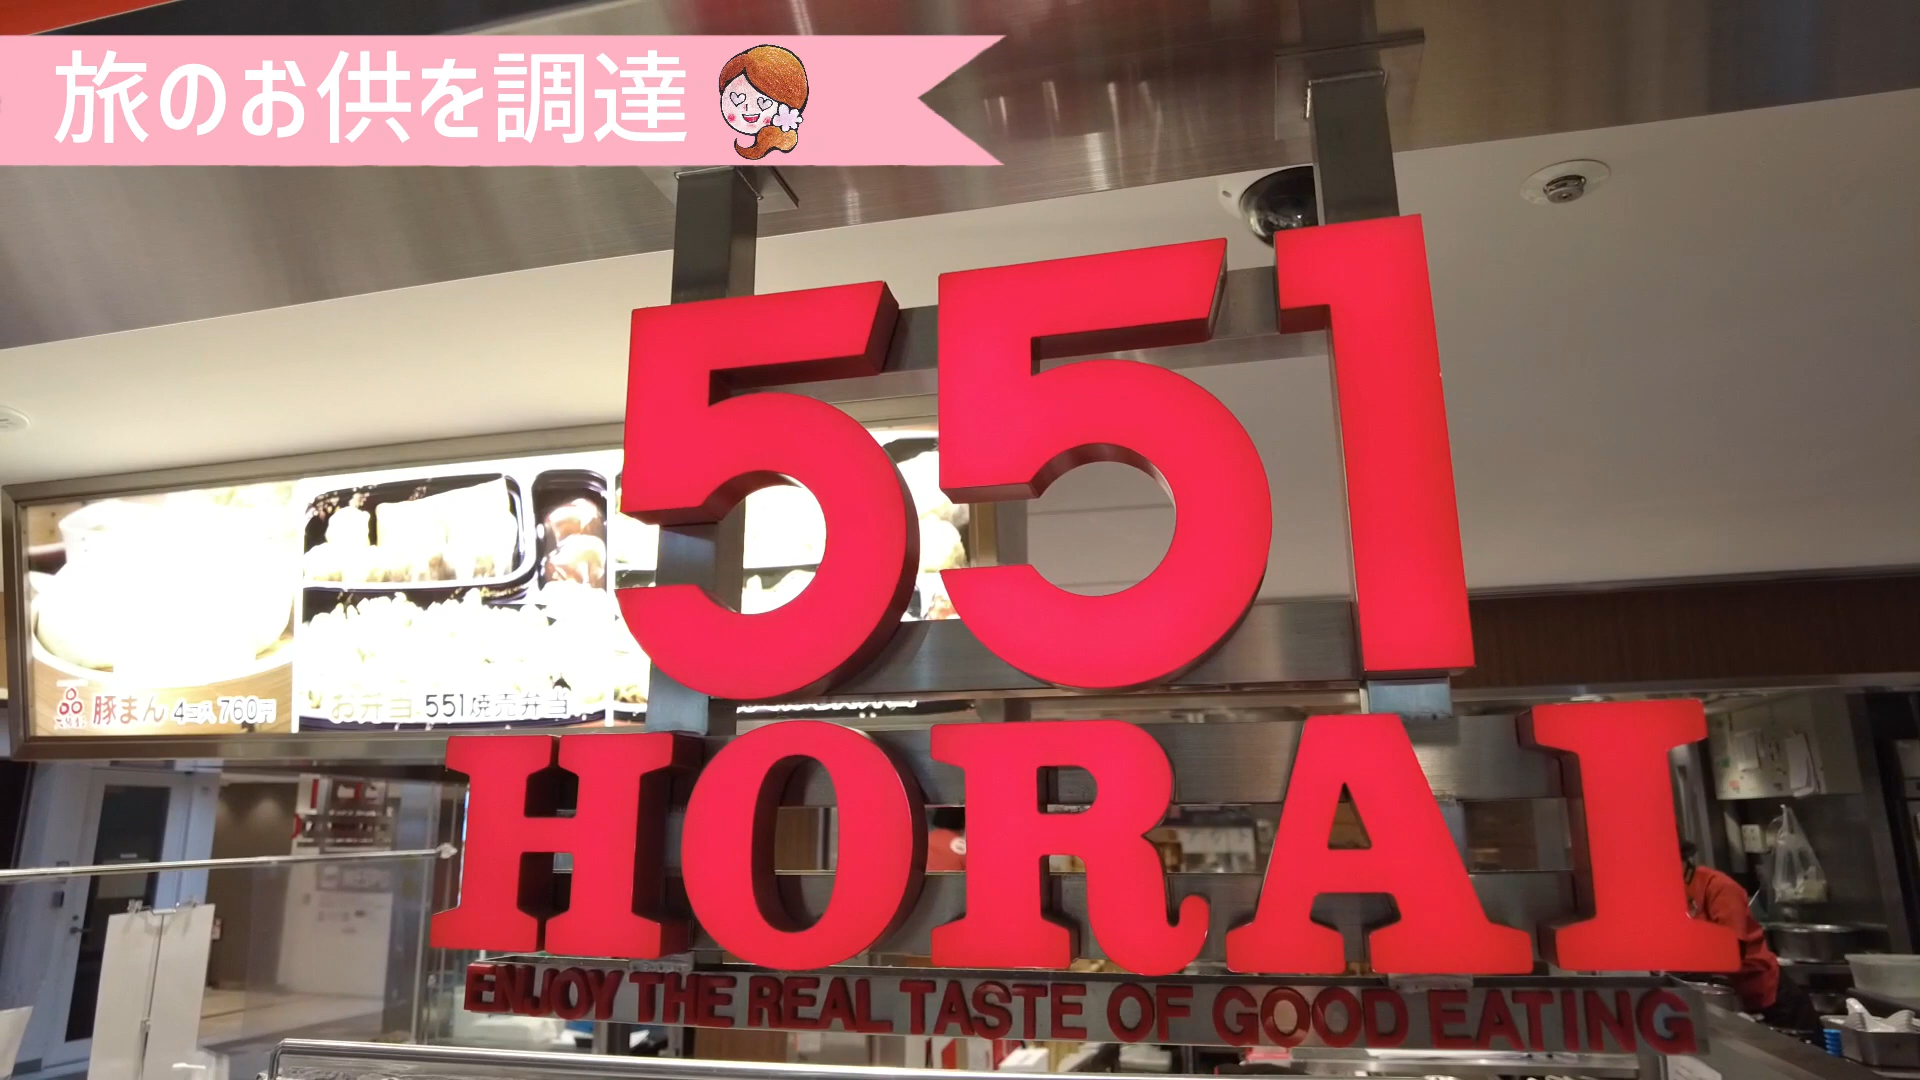 旅のお供を調達
551
豚まん 4コ入 760円
お弁当 551焼売弁当
HORAI
ENJOY THE REAL TASTE OF GOOD EATING